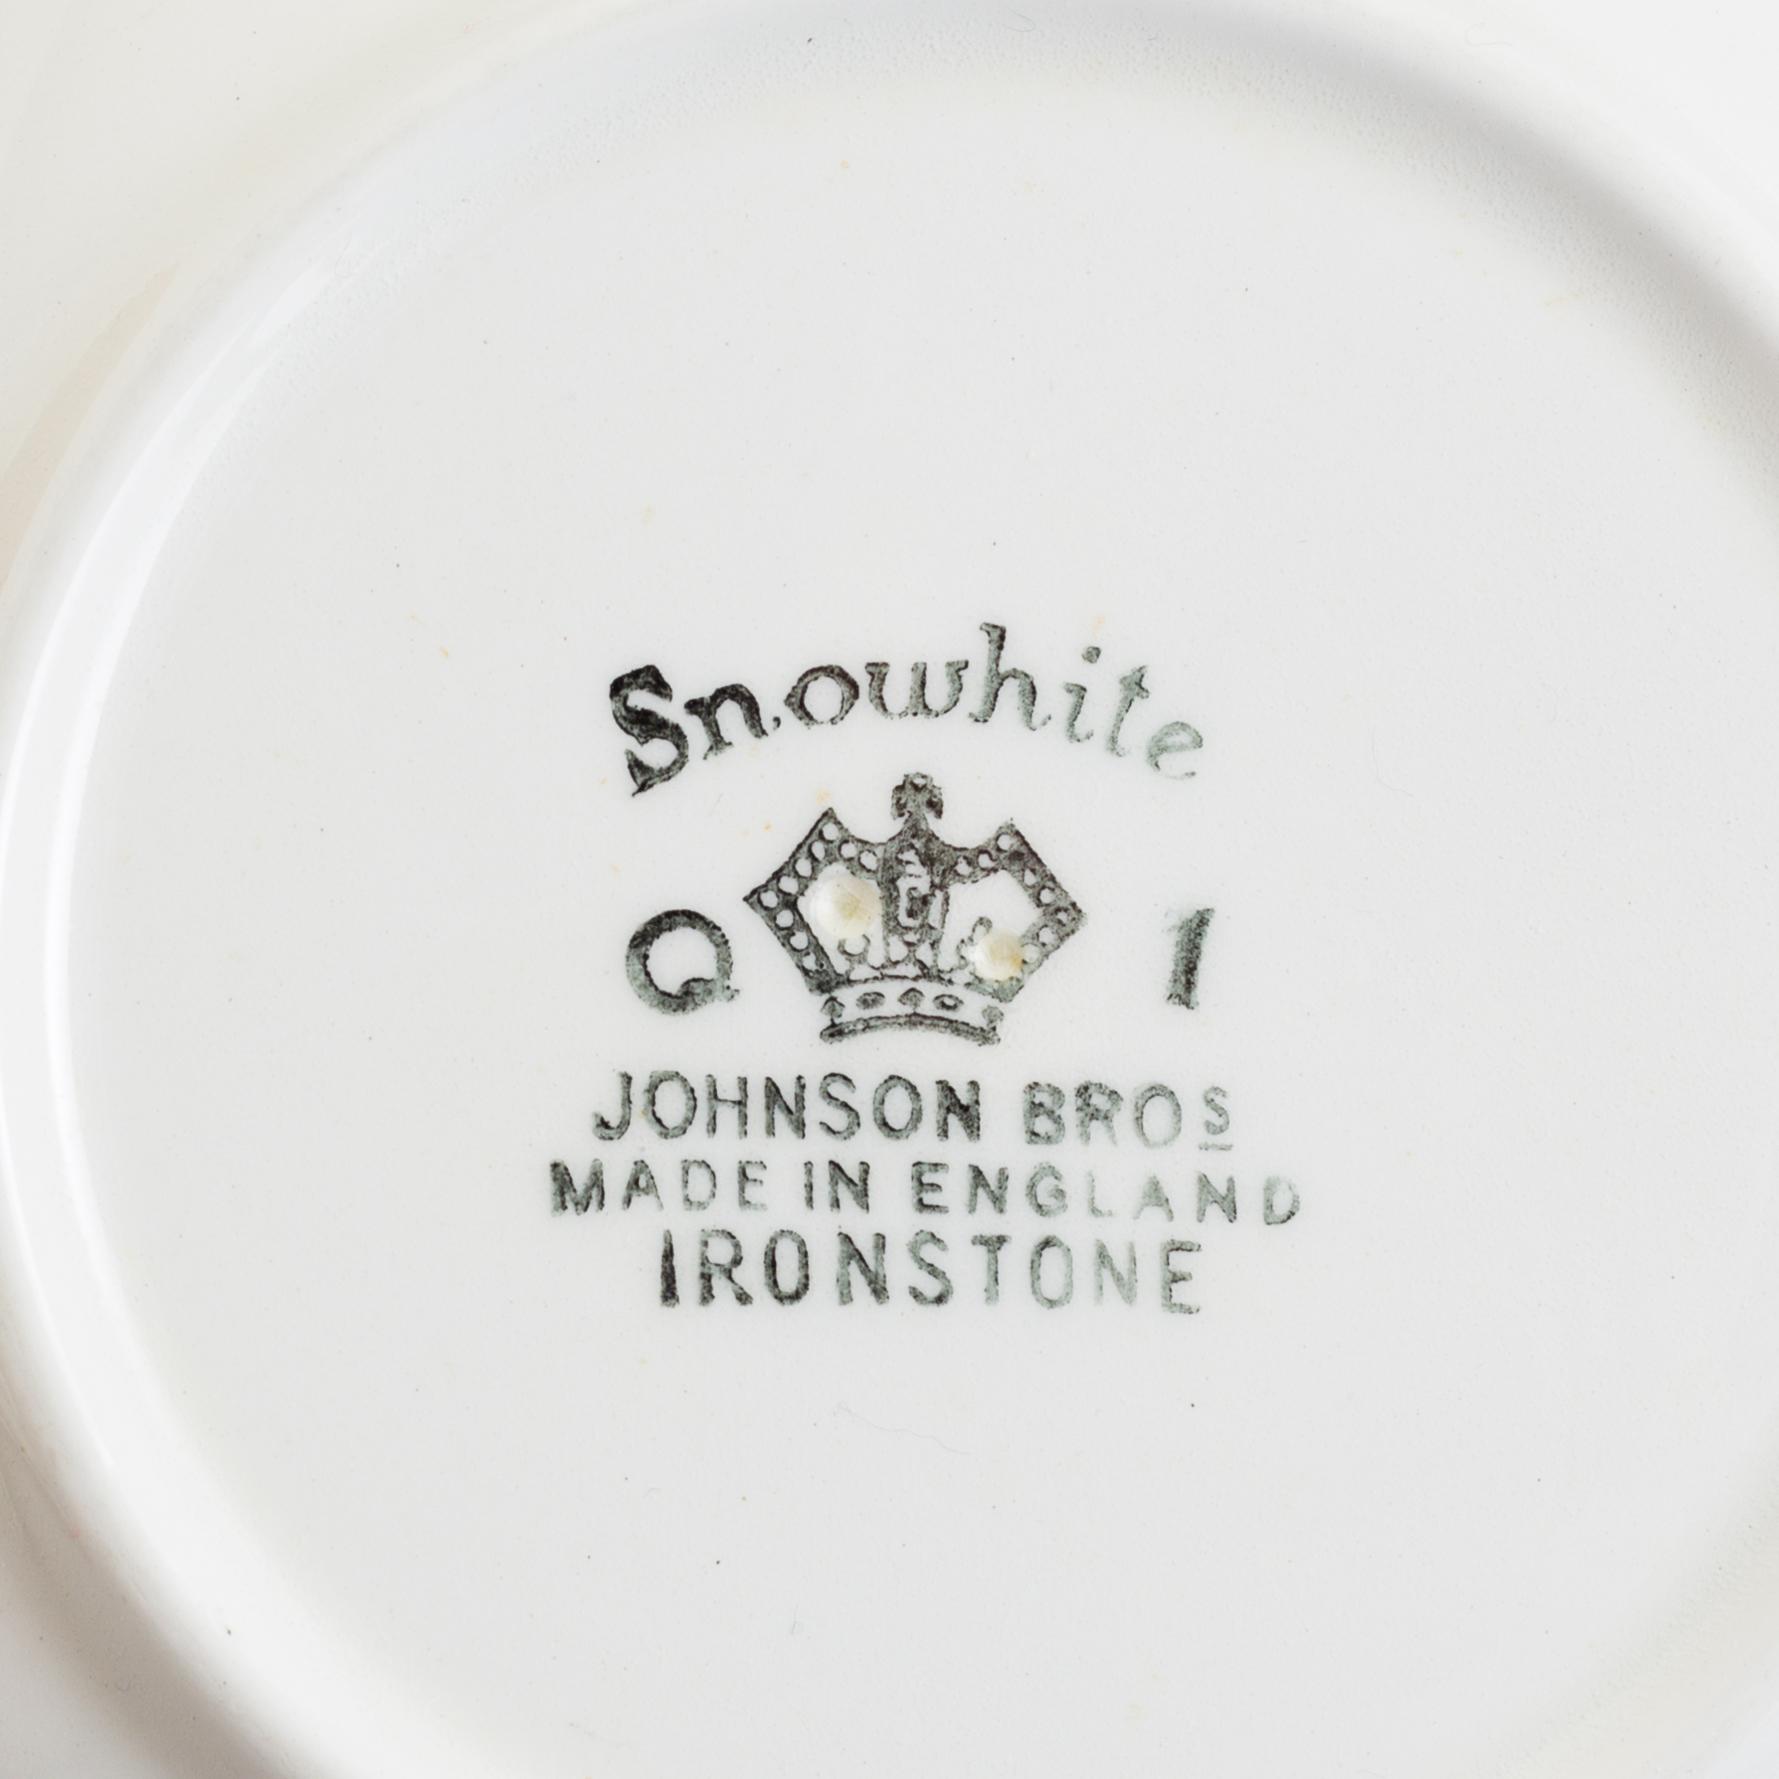 Snowhite
Q 1
JOHNSON BROS
MADE IN ENGLAND
IRONSTONE